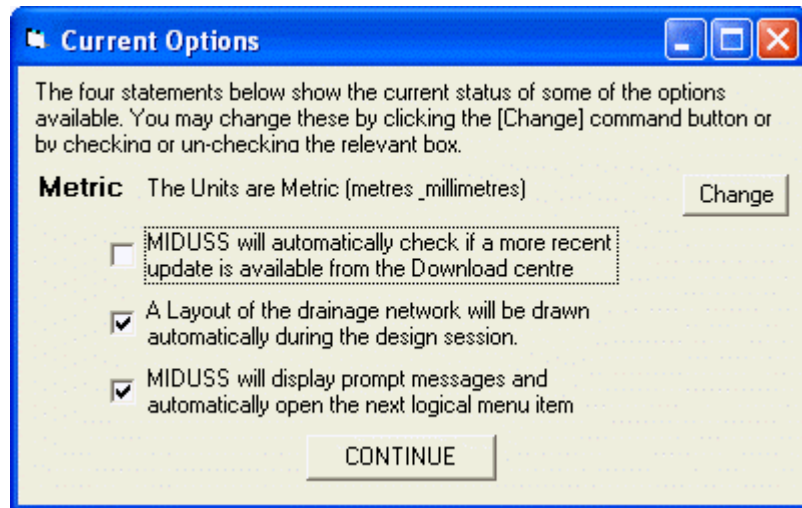 Current Options
The four statements below show the current status of some of the options
available. You may change these by clicking the [Change] command button or
by checking or un-checking the relevant box.
Metric The Units are Metric (metres_millimetres)
Change
MIDUSS will automatically check if a more recent
update is available from the Download centre
A Layout of the drainage network will be drawn
automatically during the design session.
MIDUSS will display prompt messages and
automatically open the next logical menu item
CONTINUE